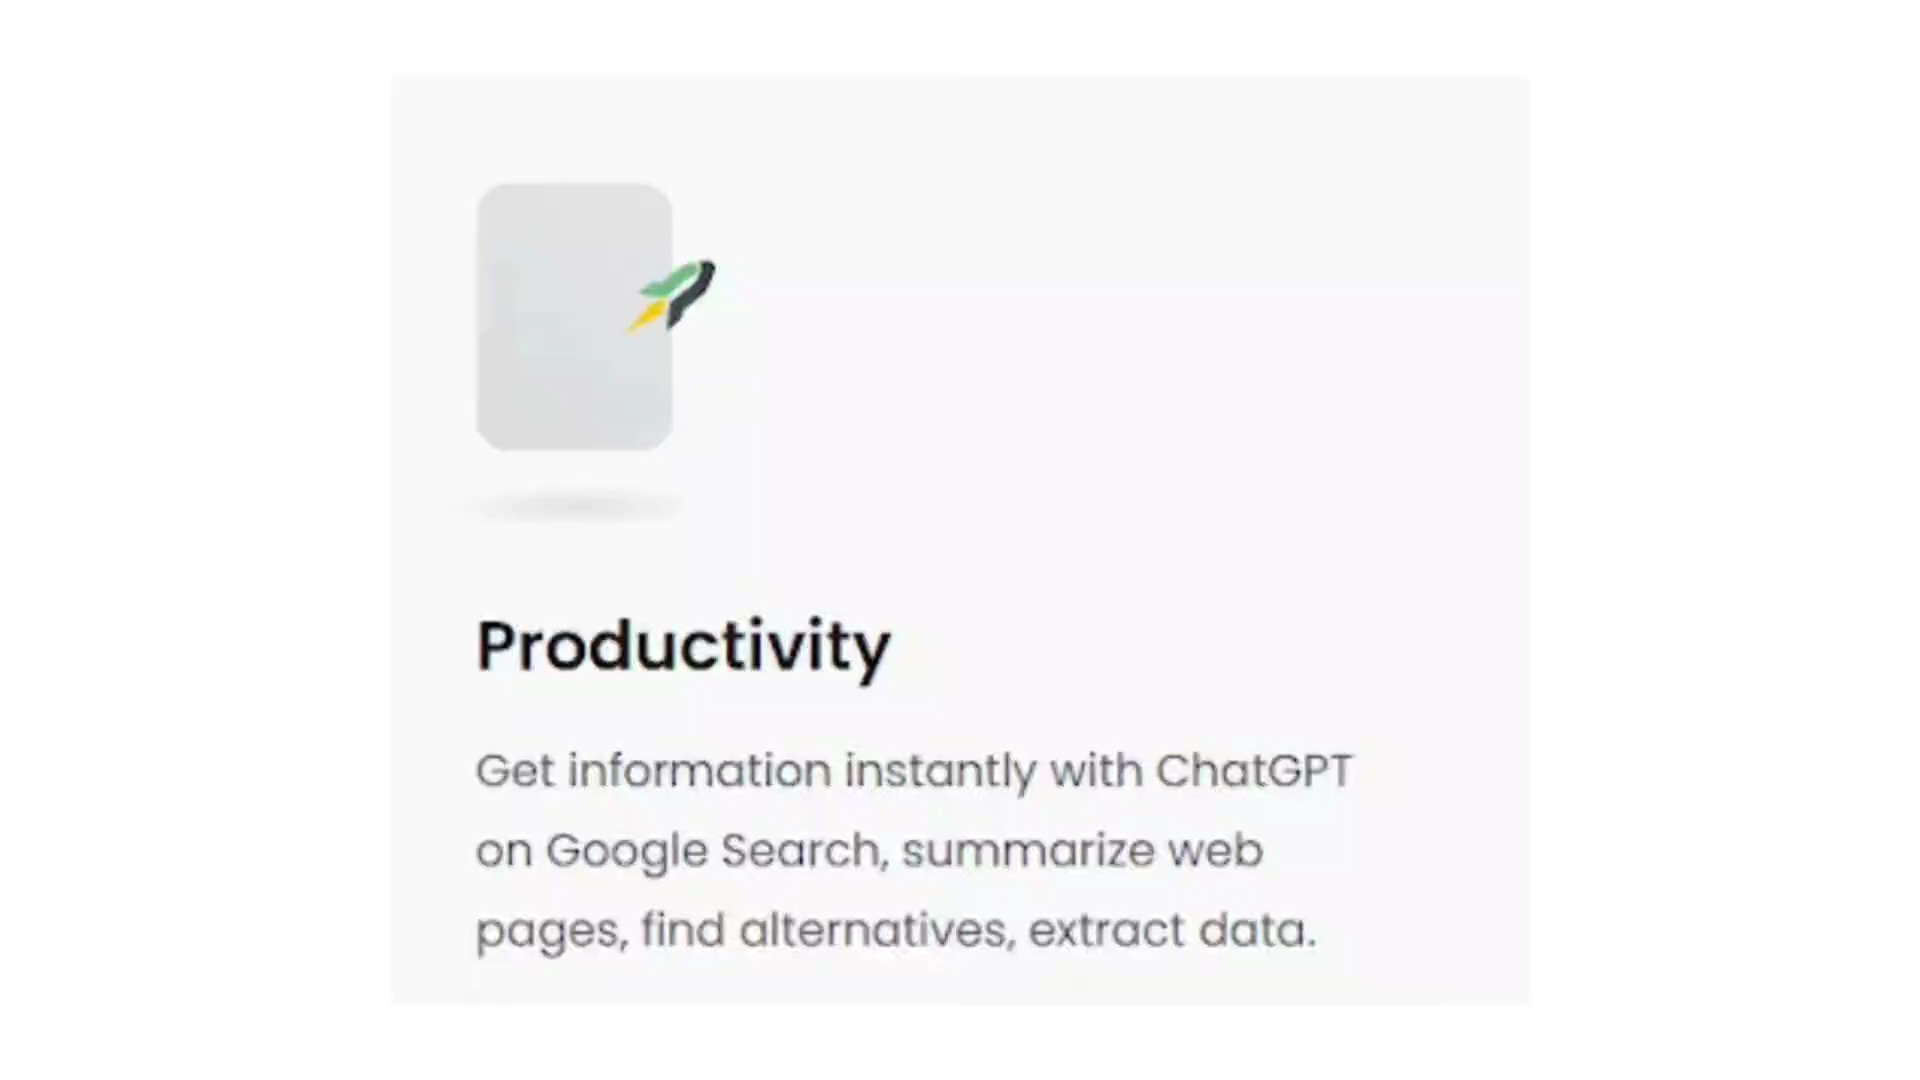 Productivity
Get information instantly with ChatGPT
on Google Search, summarize web
pages, find alternatives, extract data.